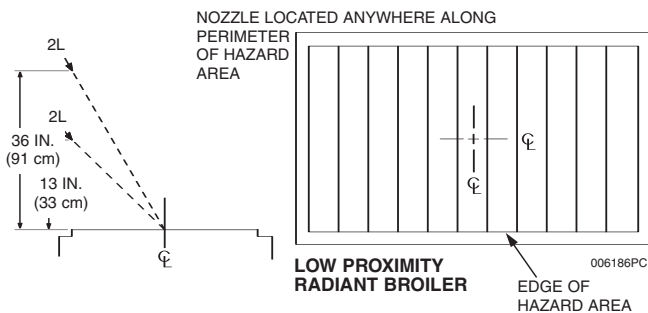 NOZZLE LOCATED ANYWHERE ALONG
PERIMETER
OF HAZARD
AREA
2L
2L
36 IN.
(91 cm)
13 IN.
(33 cm)
℄
℄
℄
LOW PROXIMITY
RADIANT BROILER
006186PC
EDGE OF
HAZARD AREA